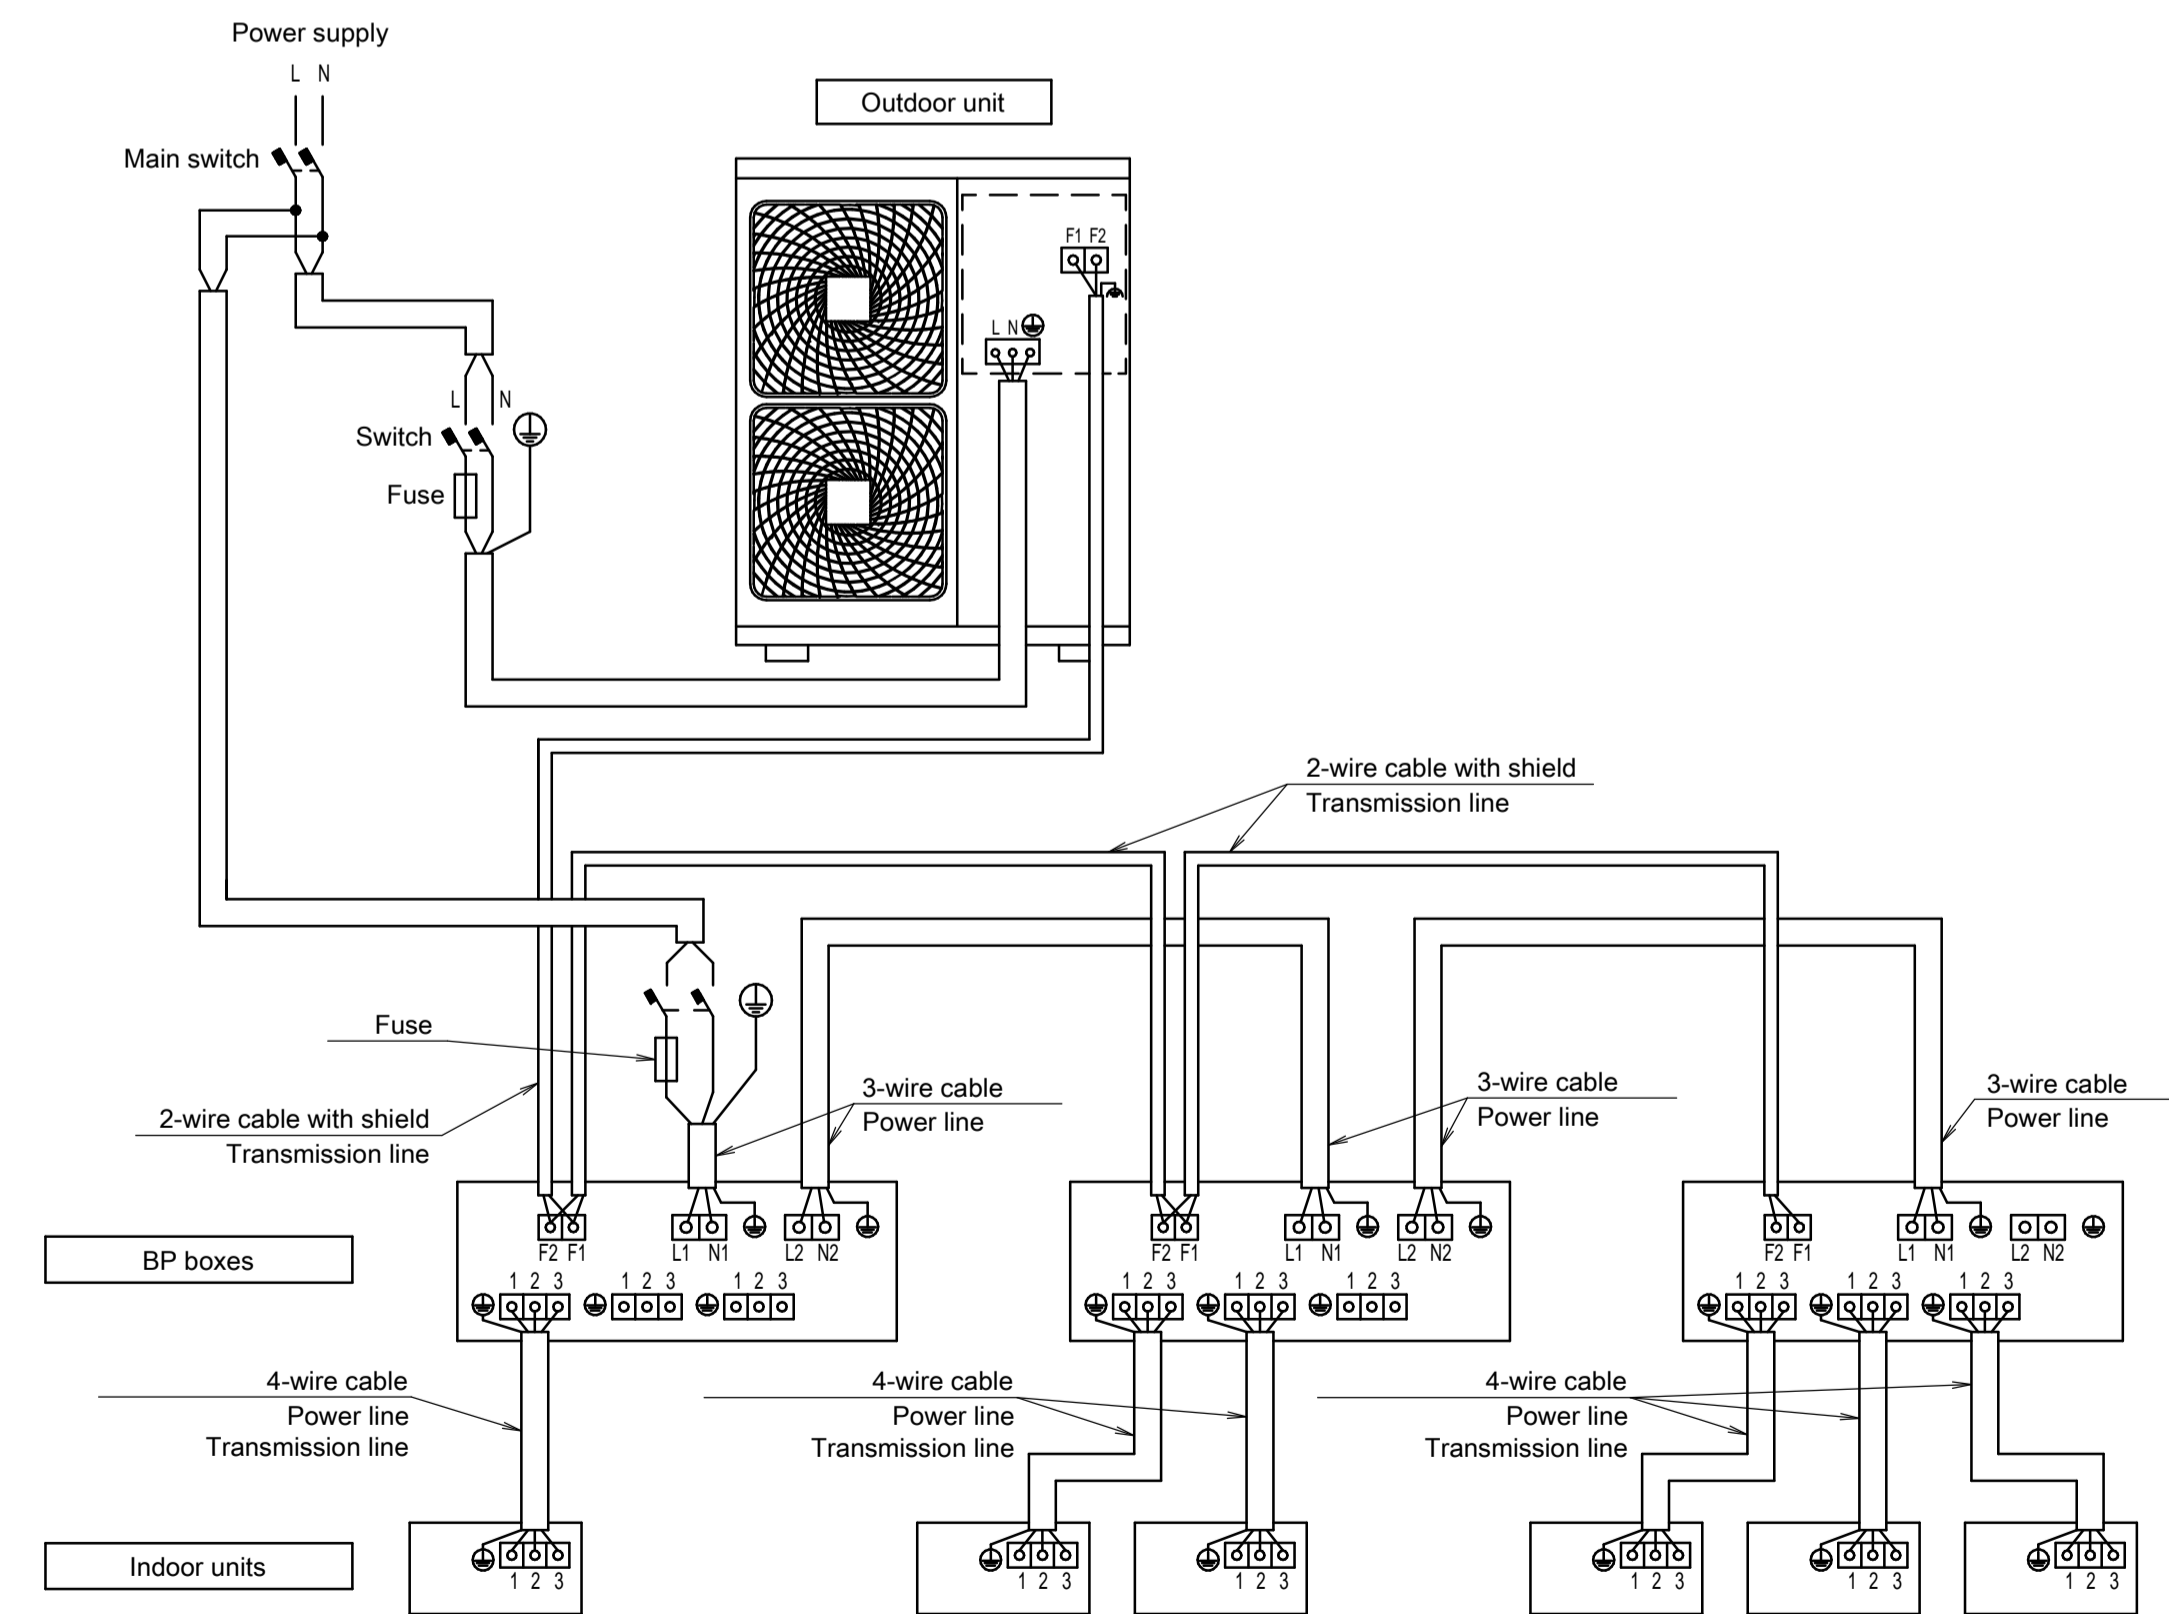 Power supply
L N
Outdoor unit
Main switch
F1 F2
L N
L N
Switch
Fuse
2-wire cable with shield
Transmission line
Fuse
3-wire cable
Power line
3-wire cable
Power line
3-wire cable
Power line
2-wire cable with shield
Transmission line
BP boxes
F2 F1 L1 N1 L2 N2
F2 F1 L1 N1 L2 N2
F2 F1 L1 N1 L2 N2
1 2 3 1 2 3 1 2 3
1 2 3 1 2 3 1 2 3
1 2 3 1 2 3 1 2 3
4-wire cable
Power line
Transmission line
4-wire cable
Power line
Transmission line
4-wire cable
Power line
Transmission line
Indoor units
1 2 3
1 2 3
1 2 3
1 2 3
1 2 3
1 2 3